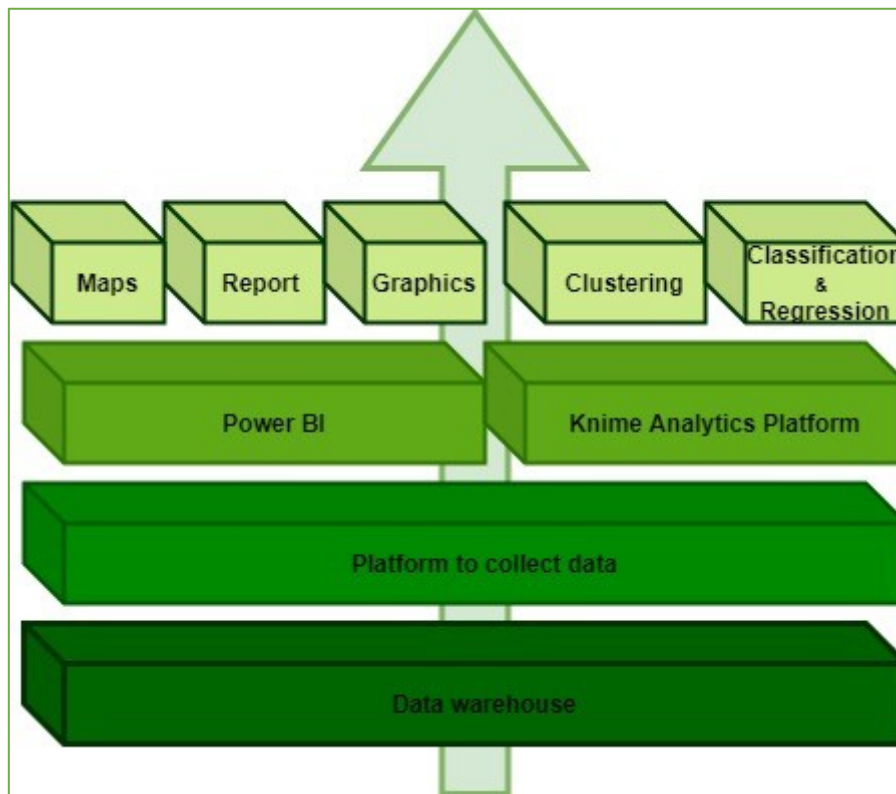 Maps
Report
Graphics
Clustering
Classification
&
Regression
Power BI
Knime Analytics Platform
Platform to collect data
Data warehouse